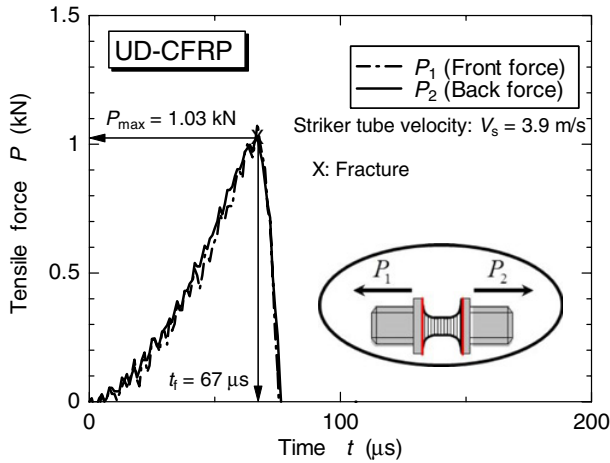 1.5
UD-CFRP
P₁ (Front force)
P₂ (Back force)
Pmax = 1.03 kN
Striker tube velocity: Vs = 3.9 m/s
1
X
X: Fracture
Tensile force P (kN)
0.5
P₁
P₂
tf = 67 μs
0
0
100
200
Time t (μs)